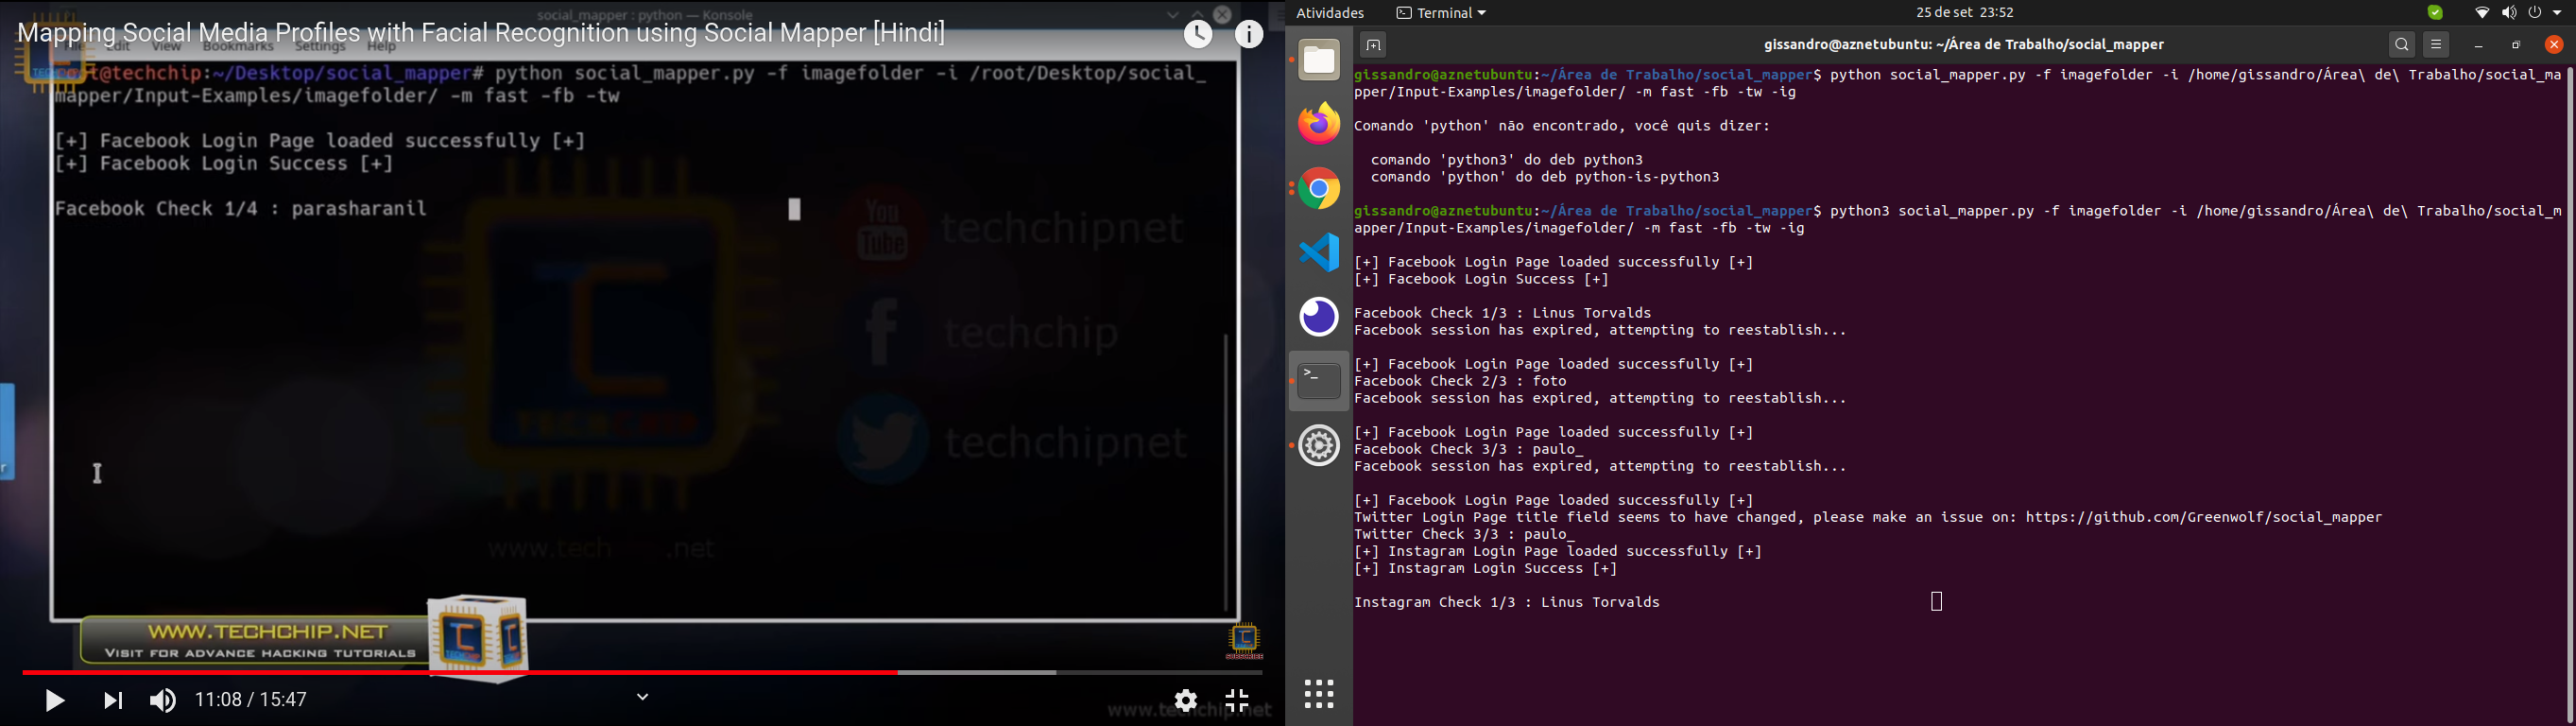 social_mapper : python — Konsole
Mapping Social Media Profiles with Facial Recognition using Social Mapper [Hindi]
File Edit View Bookmarks Settings Help
root@techchip:~/Desktop/social_mapper# python social_mapper.py -f imagefolder -i /root/Desktop/social_
mapper/Input-Examples/imagefolder/ -m fast -fb -tw
[+] Facebook Login Page loaded successfully [+]
[+] Facebook Login Success [+]
Facebook Check 1/4 : parasharanil
You
Tube
techchipnet
techchip
techchipnet
TECHCHIP
www.techchip.net
WWW.TECHCHIP.NET
VISIT FOR ADVANCE HACKING TUTORIALS
SUBSCRIBE
11:08 / 15:47
www.techchip.net
Atividades
Terminal
25 de set 23:52
gissandro@aznetubuntu: ~/Área de Trabalho/social_mapper
gissandro@aznetubuntu:~/Área de Trabalho/social_mapper$ python social_mapper.py -f imagefolder -i /home/gissandro/Área\ de\ Trabalho/social_ma
pper/Input-Examples/imagefolder/ -m fast -fb -tw -ig
Comando 'python' não encontrado, você quis dizer:
comando 'python3' do deb python3
comando 'python' do deb python-is-python3
gissandro@aznetubuntu:~/Área de Trabalho/social_mapper$ python3 social_mapper.py -f imagefolder -i /home/gissandro/Área\ de\ Trabalho/social_m
apper/Input-Examples/imagefolder/ -m fast -fb -tw -ig
[+] Facebook Login Page loaded successfully [+]
[+] Facebook Login Success [+]
Facebook Check 1/3 : Linus Torvalds
Facebook session has expired, attempting to reestablish...
[+] Facebook Login Page loaded successfully [+]
Facebook Check 2/3 : foto
Facebook session has expired, attempting to reestablish...
[+] Facebook Login Page loaded successfully [+]
Facebook Check 3/3 : paulo_
Facebook session has expired, attempting to reestablish...
[+] Facebook Login Page loaded successfully [+]
Twitter Login Page title field seems to have changed, please make an issue on: https://github.com/Greenwolf/social_mapper
Twitter Check 3/3 : paulo_
[+] Instagram Login Page loaded successfully [+]
[+] Instagram Login Success [+]
Instagram Check 1/3 : Linus Torvalds